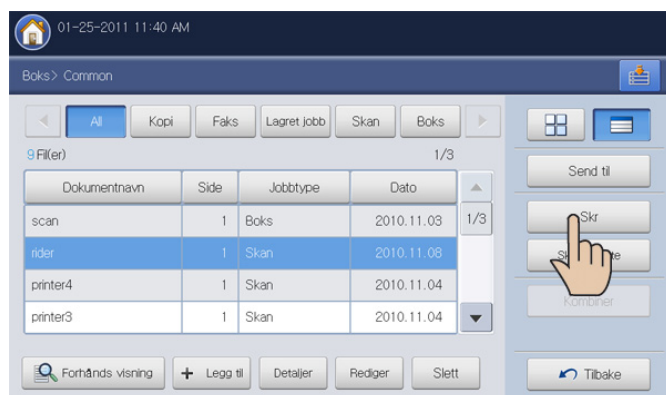 01-25-2011 11:40 AM
Boks> Common
All Kopi Faks Lagret jobb Skan Boks
9 Fil(er) 1/3
Send til
Dokumentnavn Side Jobbtype Dato
scan 1 Boks 2010.11.03 1/3
Skr
rider 1 Skan 2010.11.08
printer4 1 Skan 2010.11.04
Kombiner
printer3 1 Skan 2010.11.04
Forhånds visning + Legg til Detaljer Rediger Slett Tilbake